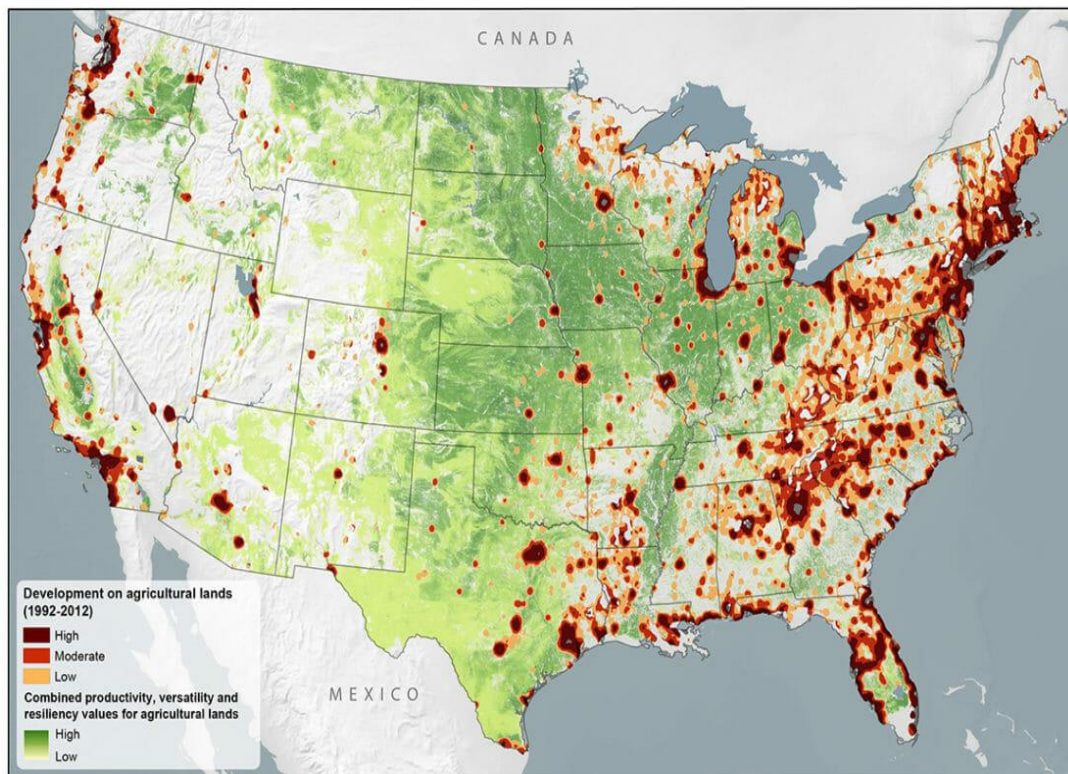 CANADA
MEXICO
Development on agricultural lands
(1992-2012)
High
Moderate
Low
Combined productivity, versatility and
resiliency values for agricultural lands
High
Low